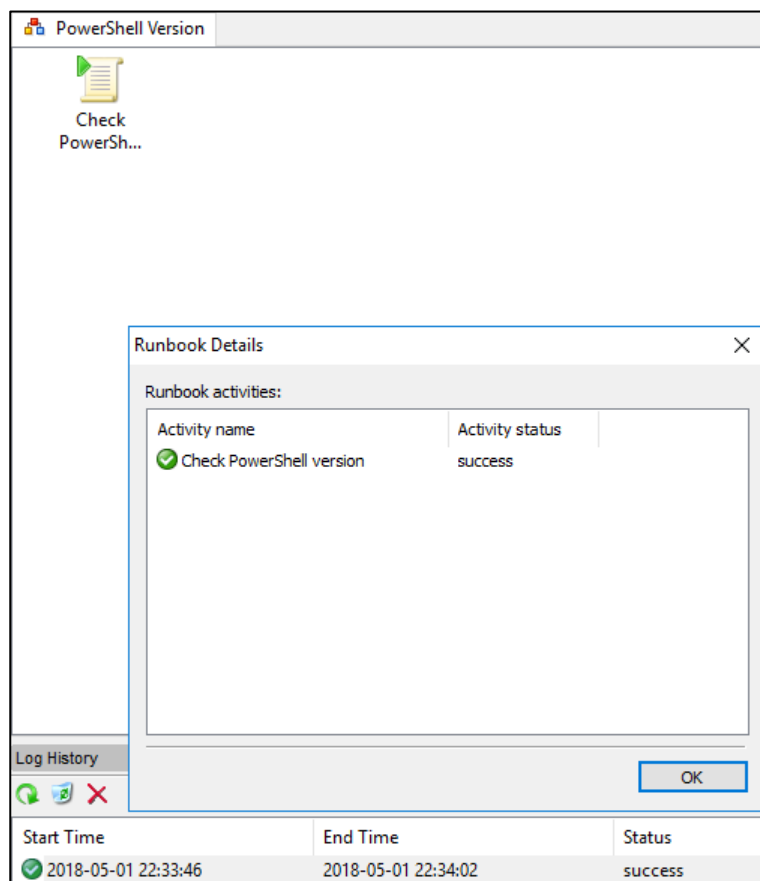 PowerShell Version
Check
PowerSh...
Runbook Details
Runbook activities:
Activity name Activity status
Check PowerShell version success
OK
Log History
Start Time End Time Status
2018-05-01 22:33:46 2018-05-01 22:34:02 success